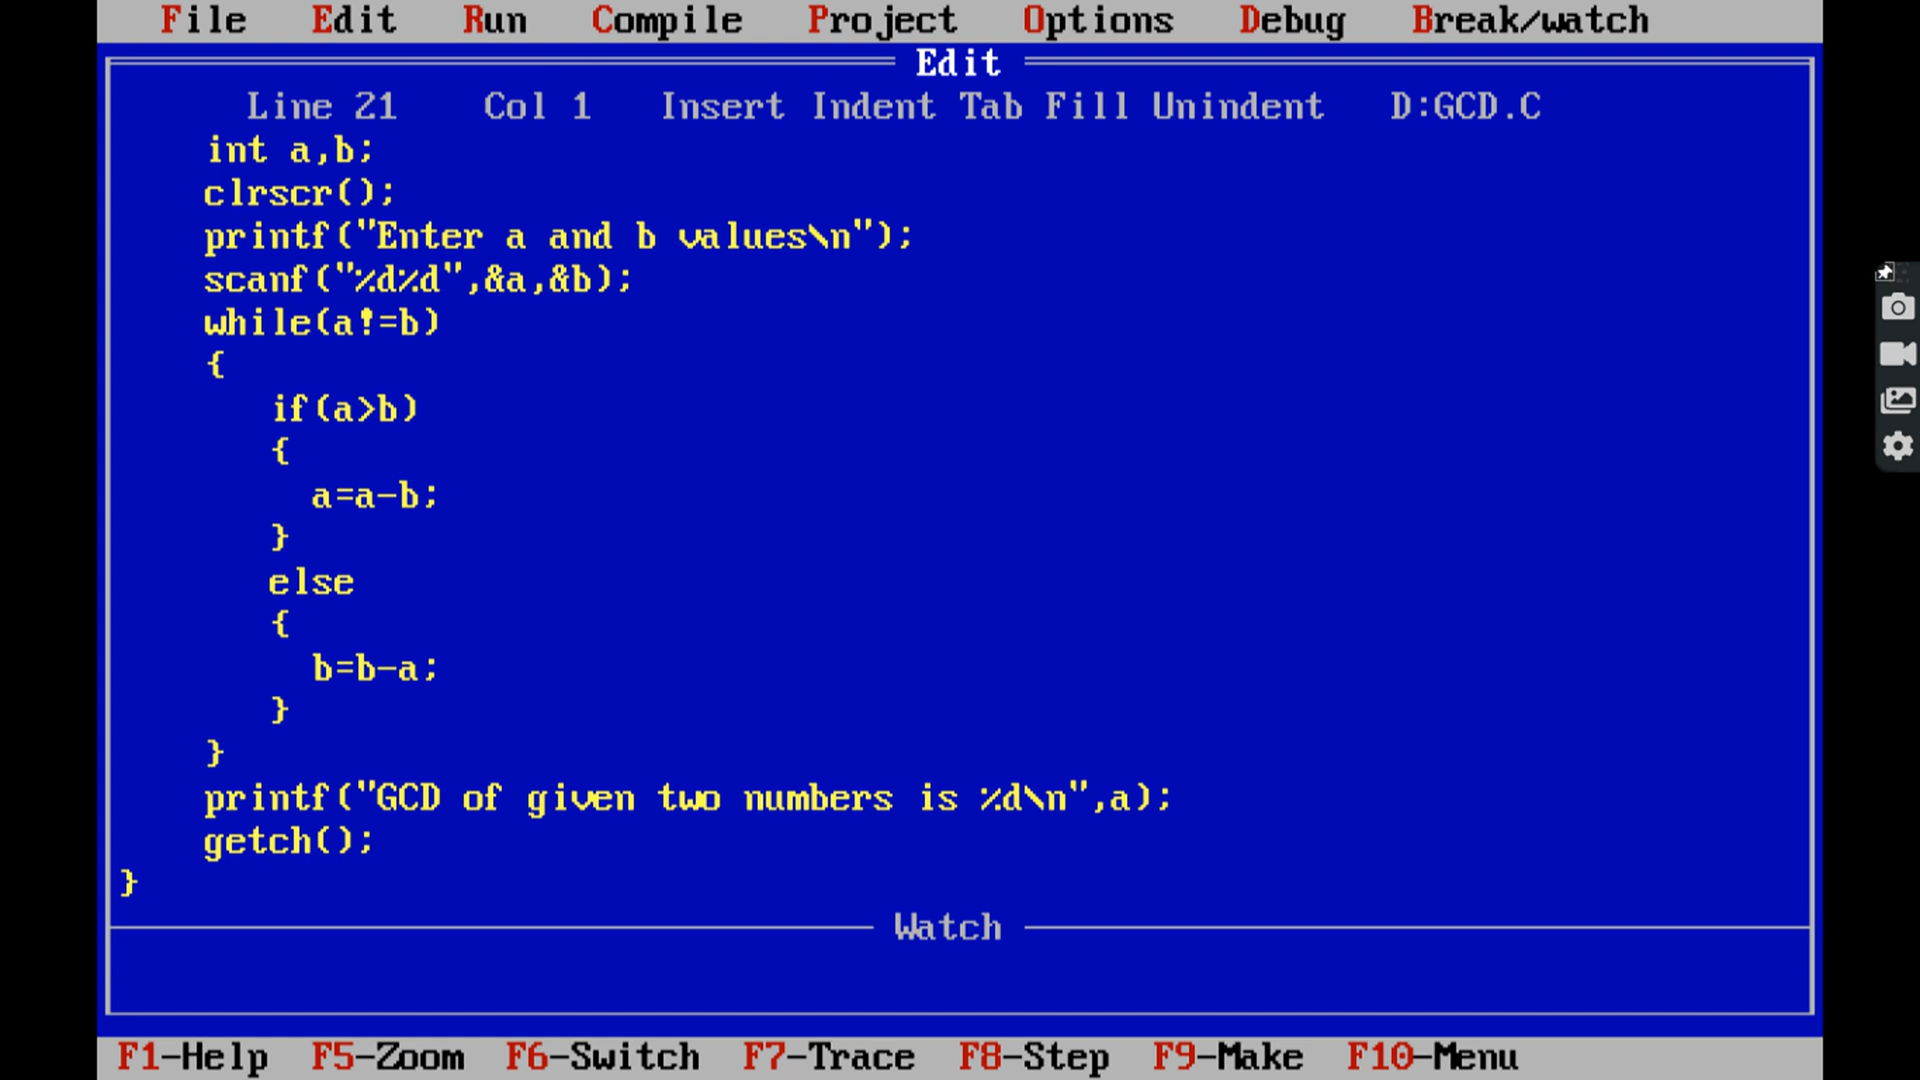 File Edit Run Compile Project Options Debug Break/watch
Edit
Line 21 Col 1 Insert Indent Tab Fill Unindent D:GCD.C
int a,b;
clrscr();
printf("Enter a and b values\n");
scanf("%d%d",&a,&b);
while(a!=b)
{
if(a>b)
{
a=a-b;
}
else
{
b=b-a;
}
}
printf("GCD of given two numbers is %d\n",a);
getch();
}
Watch
F1-Help F5-Zoom F6-Switch F7-Trace F8-Step F9-Make F10-Menu